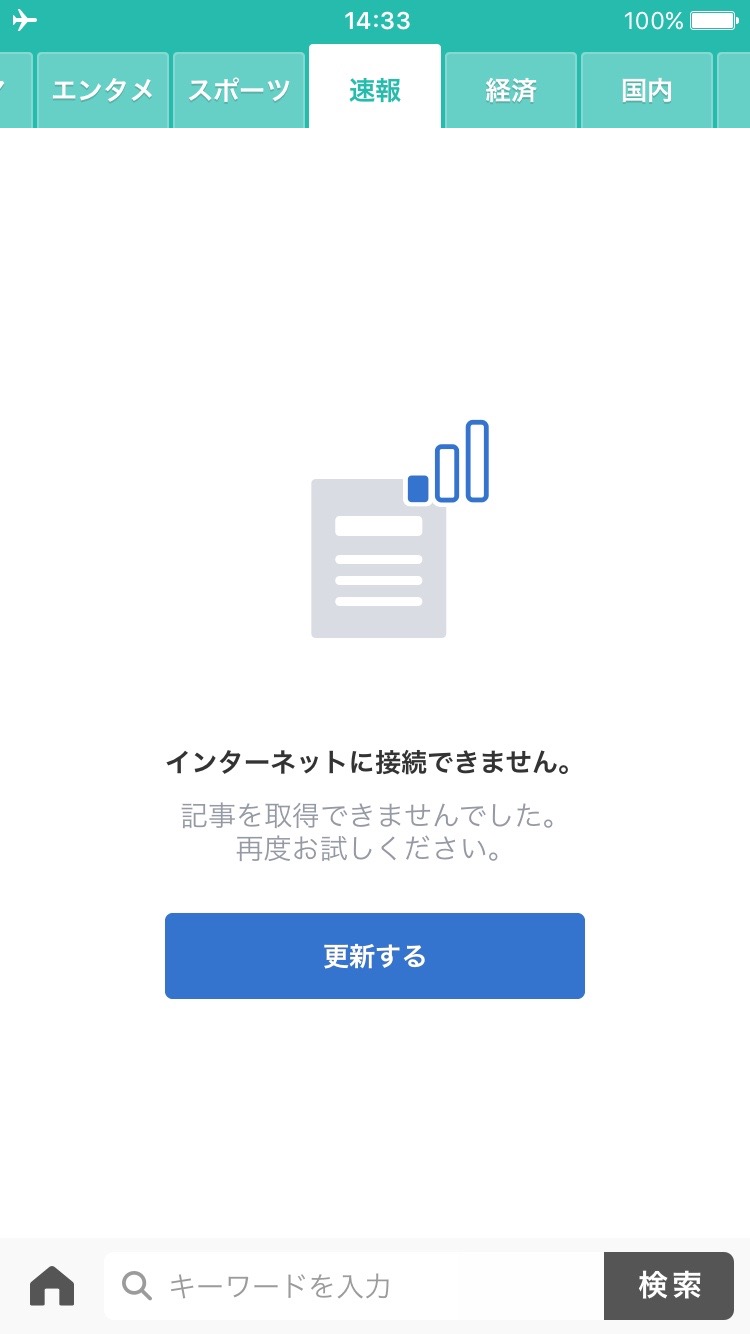 14:33
100%
エンタメ
スポーツ
速報
経済
国内
インターネットに接続できません。
記事を取得できませんでした。
再度お試しください。
更新する
キーワードを入力
検索